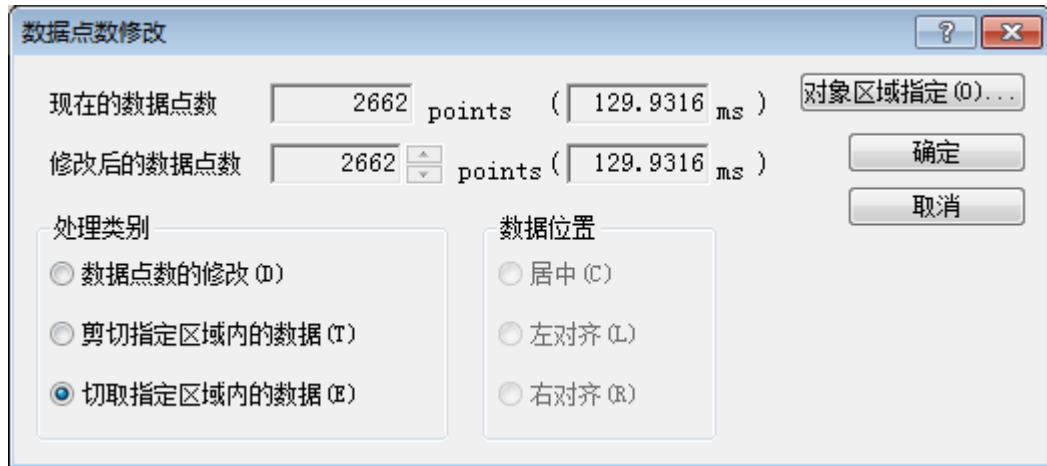 数据点数修改
现在的数据点数 2662 points ( 129.9316 ms ) 对象区域指定(O)...
修改后的数据点数 2662 points ( 129.9316 ms ) 确定
取消
处理类别 数据位置
数据点数的修改(D) 居中(C)
剪切指定区域内的数据(T) 左对齐(L)
切取指定区域内的数据(E) 右对齐(R)